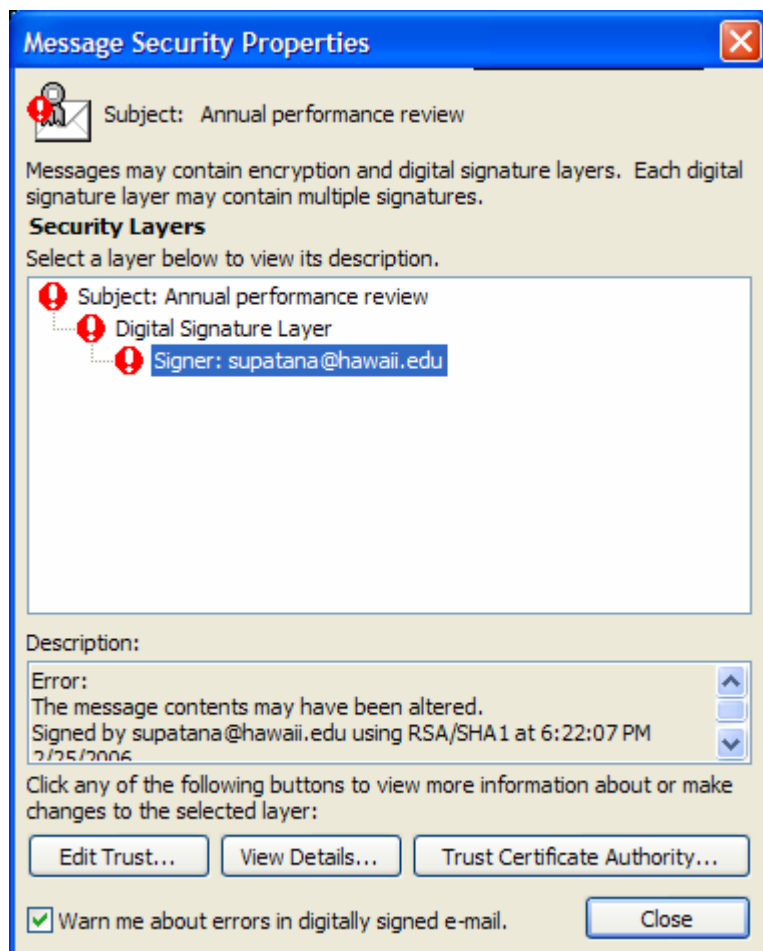 Message Security Properties
Subject: Annual performance review
Messages may contain encryption and digital signature layers. Each digital
signature layer may contain multiple signatures.
Security Layers
Select a layer below to view its description.
Subject: Annual performance review
Digital Signature Layer
Signer: supatana@hawaii.edu
Description:
Error:
The message contents may have been altered.
Signed by supatana@hawaii.edu using RSA/SHA1 at 6:22:07 PM
2/25/2006
Click any of the following buttons to view more information about or make
changes to the selected layer:
Edit Trust... View Details... Trust Certificate Authority...
Warn me about errors in digitally signed e-mail. Close